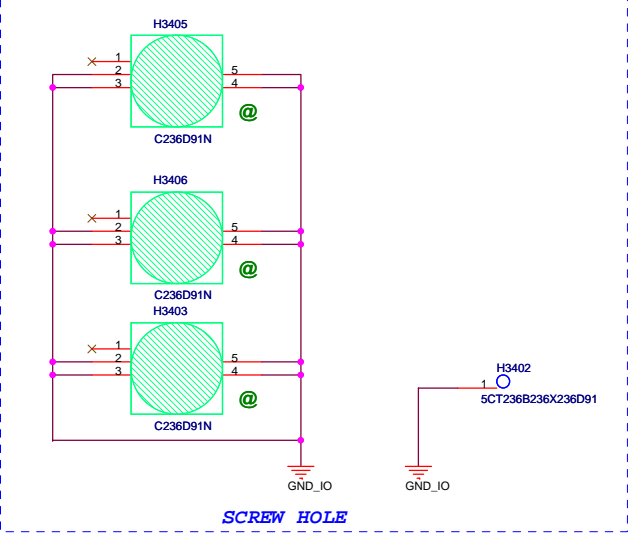 H3405
1
2
3
5
4
@
C236D91N
H3406
1
2
3
5
4
@
C236D91N
H3403
1
2
3
5
4
@
C236D91N
H3402
1
5CT236B236X236D91
GND_IO
GND_IO
SCREW HOLE